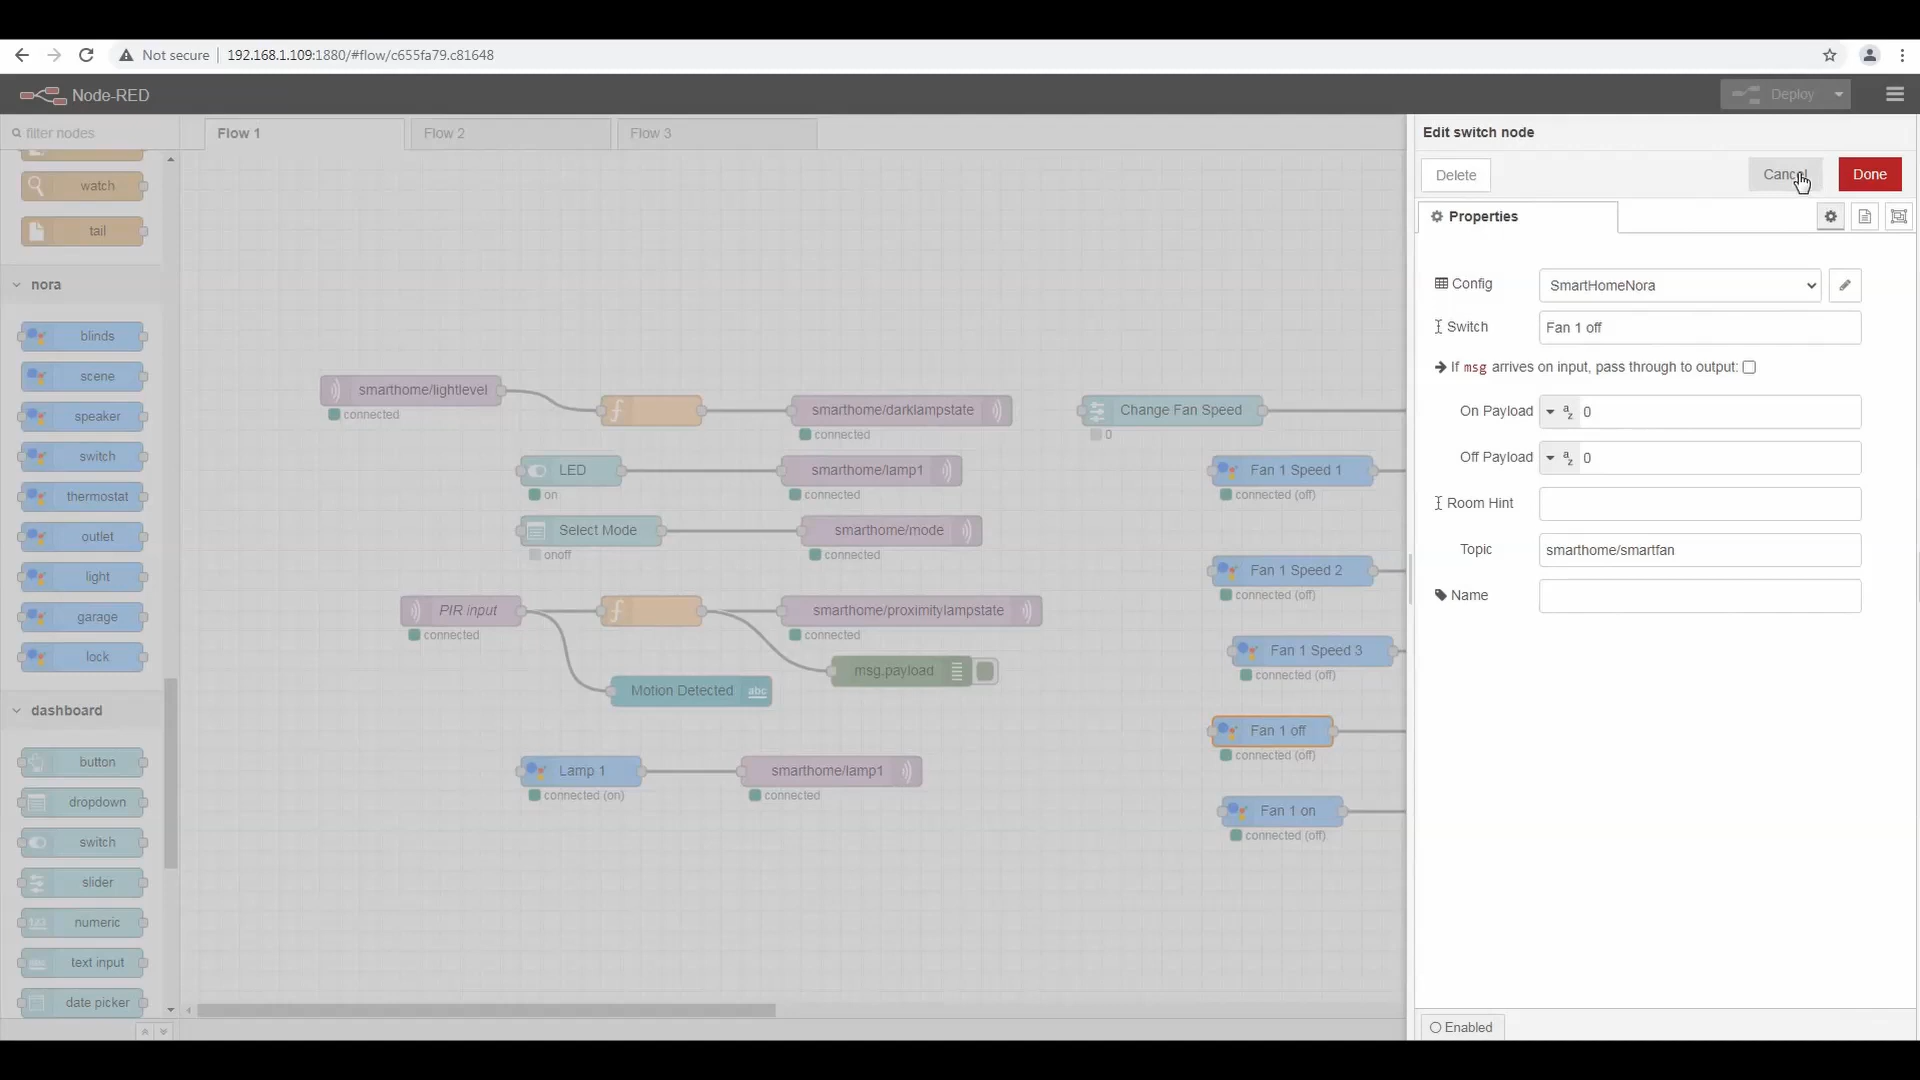 Not secure
192.168.1.109:1880/#flow/c655fa79.c81648
Node-RED
Deploy
filter nodes
Flow 1
Flow 2
Flow 3
Edit switch node
Delete
Cancel
Done
Properties
watch
tail
nora
blinds
scene
speaker
switch
thermostat
outlet
light
garage
lock
dashboard
button
dropdown
switch
slider
numeric
text input
date picker
smarthome/lightlevel
connected
smarthome/darklampstate
connected
LED
on
smarthome/lamp1
connected
Select Mode
onoff
smarthome/mode
connected
PIR input
connected
smarthome/proximitylampstate
connected
msg.payload
Motion Detected
abc
Lamp 1
connected (on)
smarthome/lamp1
connected
Change Fan Speed
0
Fan 1 Speed 1
connected (off)
Fan 1 Speed 2
connected (off)
Fan 1 Speed 3
connected (off)
Fan 1 off
connected (off)
Fan 1 on
connected (off)
Config
SmartHomeNora
Switch
Fan 1 off
If msg arrives on input, pass through to output:
On Payload
0
Off Payload
0
Room Hint
Topic
smarthome/smartfan
Name
Enabled